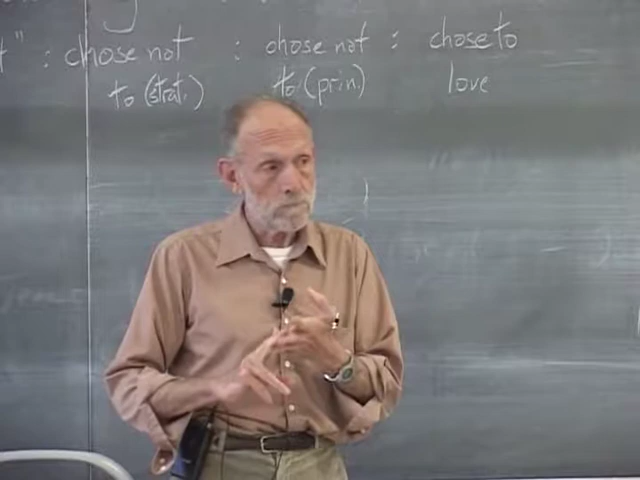 " : chose not : chose not : chose to
to (strat.) to (prin.) love